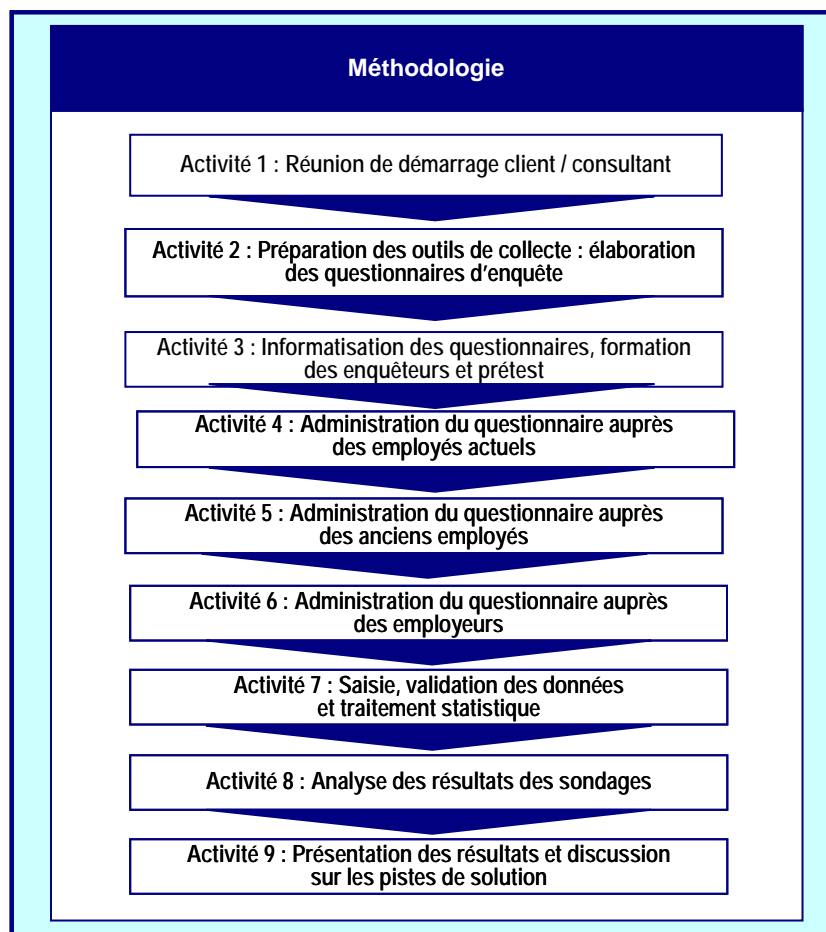 Méthodologie
Activité 1 : Réunion de démarrage client / consultant
Activité 2 : Préparation des outils de collecte : élaboration
des questionnaires d'enquête
Activité 3 : Informatisation des questionnaires, formation
des enquêteurs et prétest
Activité 4 : Administration du questionnaire auprès
des employés actuels
Activité 5 : Administration du questionnaire auprès
des anciens employés
Activité 6 : Administration du questionnaire auprès
des employeurs
Activité 7 : Saisie, validation des données
et traitement statistique
Activité 8 : Analyse des résultats des sondages
Activité 9 : Présentation des résultats et discussion
sur les pistes de solution